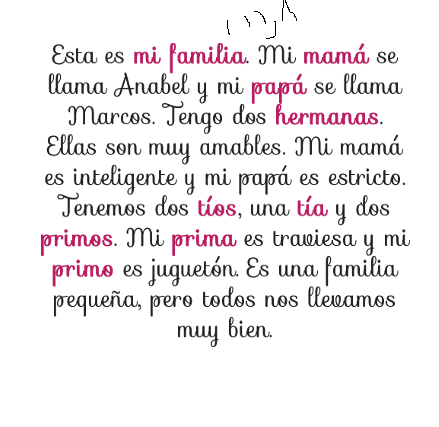 Esta es mi familia. Mi mamá se
llama Anabel y mi papá se llama
Marcos. Tengo dos hermanas.
Ellas son muy amables. Mi mamá
es inteligente y mi papá es estricto.
Tenemos dos tíos, una tía y dos
primos. Mi prima es traviesa y mi
primo es juguetón. Es una familia
pequeña, pero todos nos llevamos
muy bien.